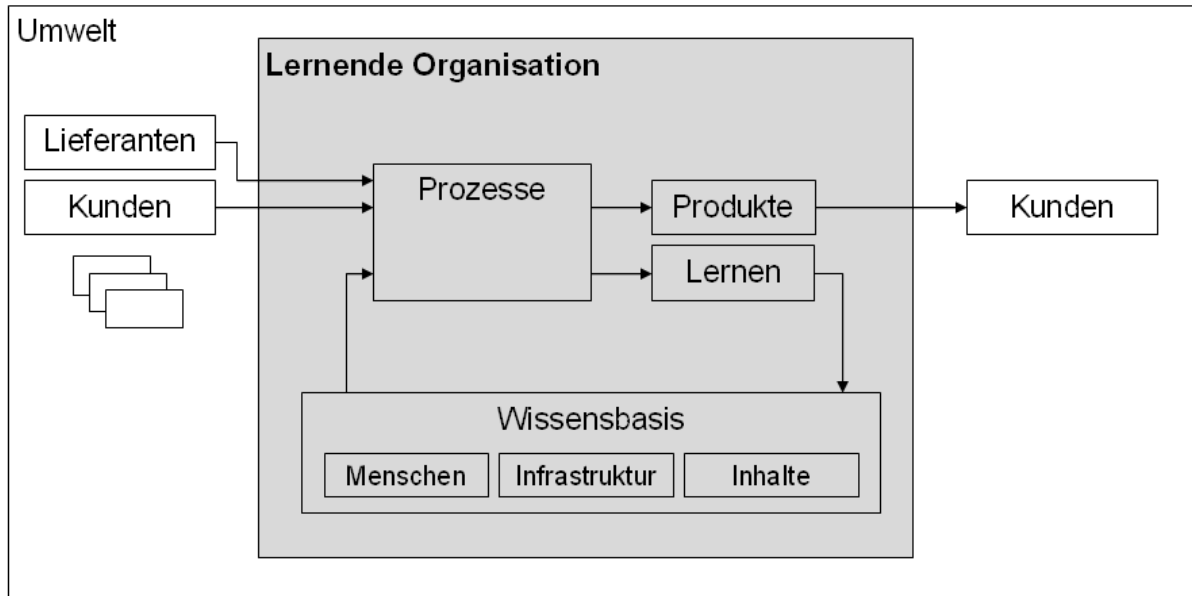 Umwelt
Lernende Organisation
Lieferanten
Kunden
Prozesse
Produkte
Kunden
Lernen
Wissensbasis
Menschen
Infrastruktur
Inhalte